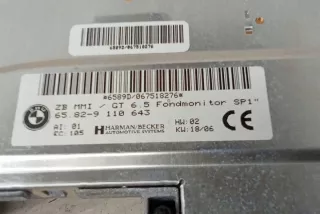 6589D/067518276
*6589D/067518276*
ZB MMI / GT 6.5 Fondmonitor SP1"
65.82-9 110 643
AI: 01
EC: 105
HARMAN/BECKER
AUTOMOTIVE SYSTEMS
HW: 02
KW: 18/06
CE